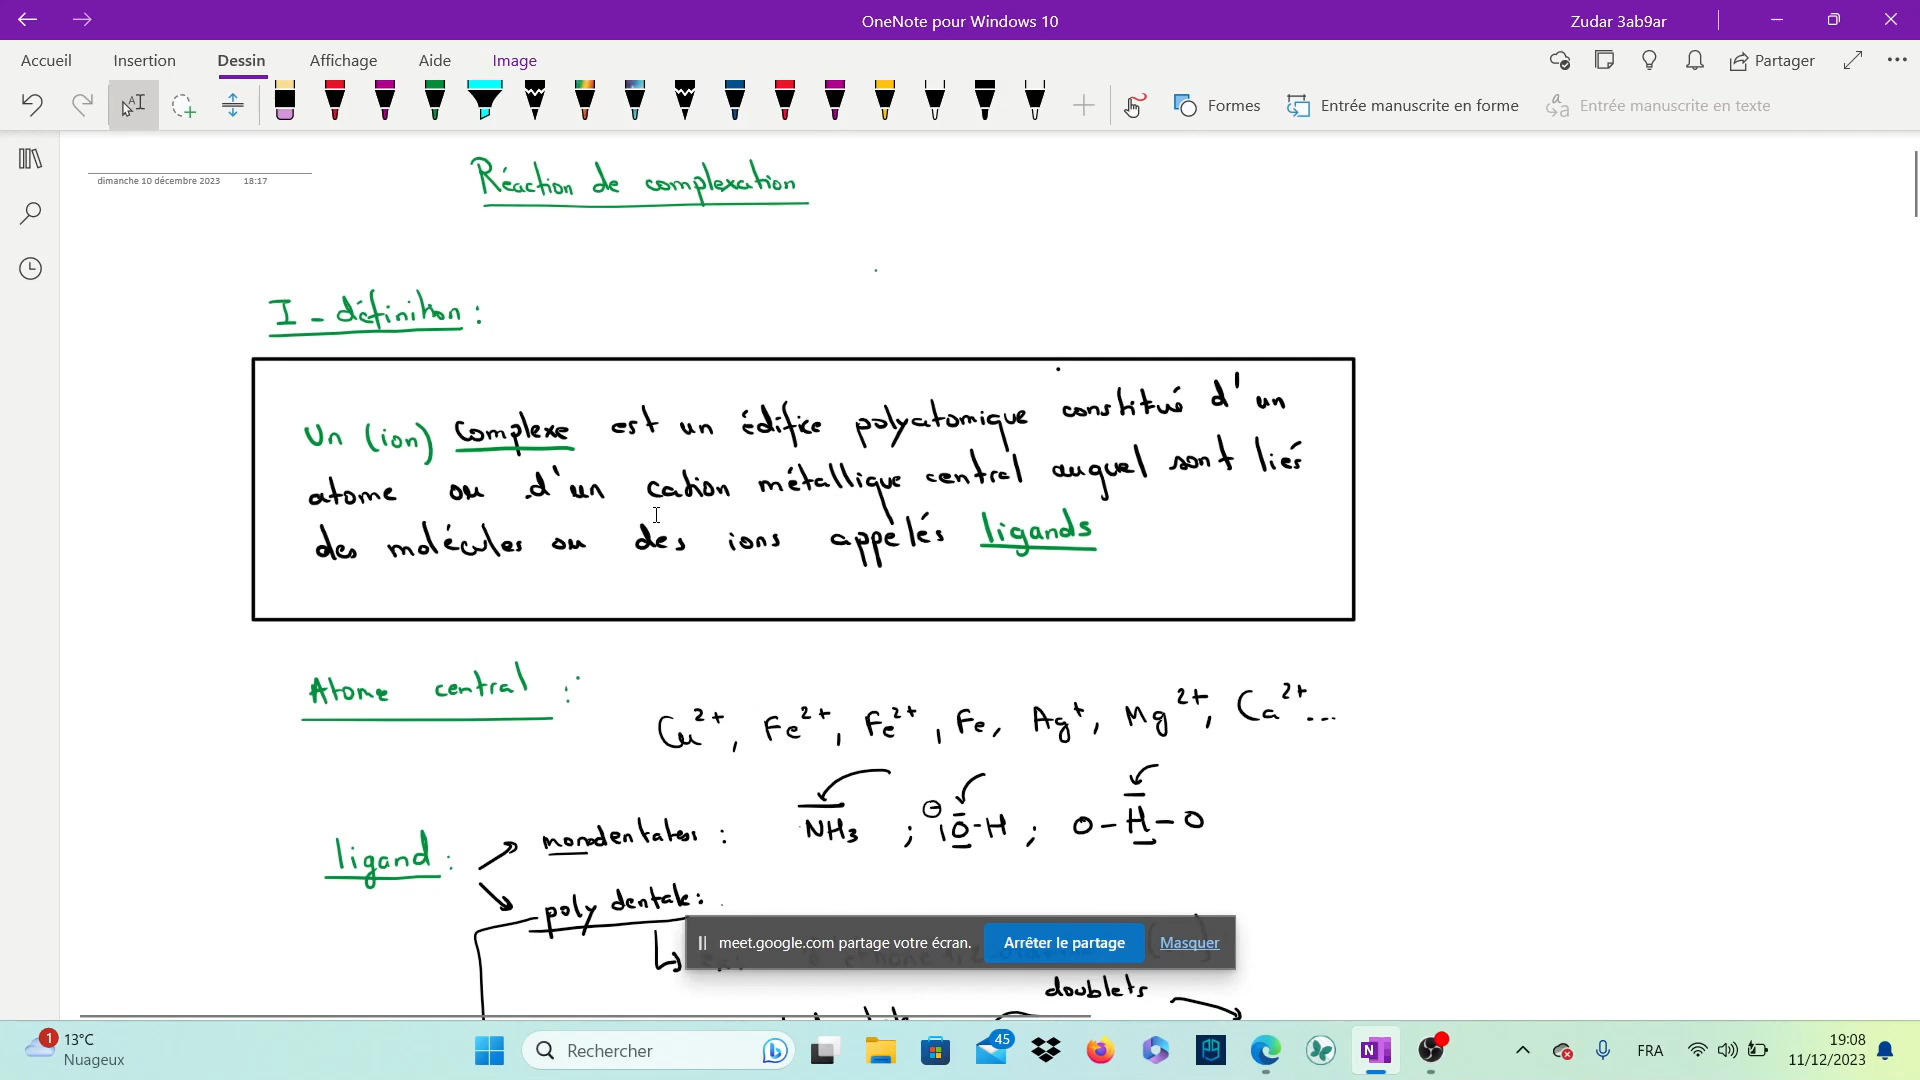 OneNote pour Windows 10
Zudar 3ab9ar
Accueil Insertion Dessin Affichage Aide Image
Partager
Formes Entrée manuscrite en forme Entrée manuscrite en texte
dimanche 10 décembre 2023 18:17
Réaction de complexation
I - définition :
Un (ion) Complexe est un édifice polyatomique constitué d'un
atome ou d'un cation métallique central auquel sont liés
des molécules ou des ions appelés ligands
Atome central :
Cu2+, Fe2+, Fe2+, Fe, Ag+, Mg2+, Ca2+ ...
ligand :
monodentates : NH3 ; IO-H ; O-H-O
poly dentate :
meet.google.com partage votre écran. Arrêter le partage Masquer
doublets
1 13°C
Nuageux
Rechercher
45
FRA
19:08
11/12/2023